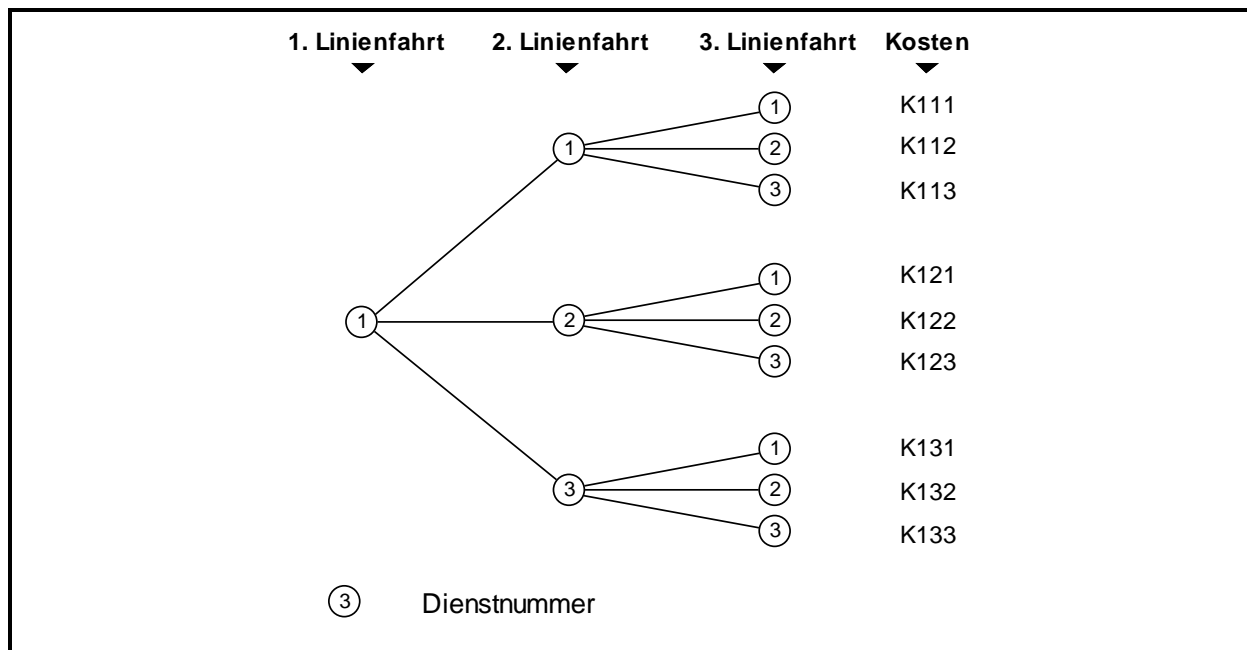 1. Linienfahrt 2. Linienfahrt 3. Linienfahrt Kosten
1 K111
1 2 K112
3 K113
1 K121
1 2 2 K122
3 K123
1 K131
3 2 K132
3 K133
3 Dienstnummer